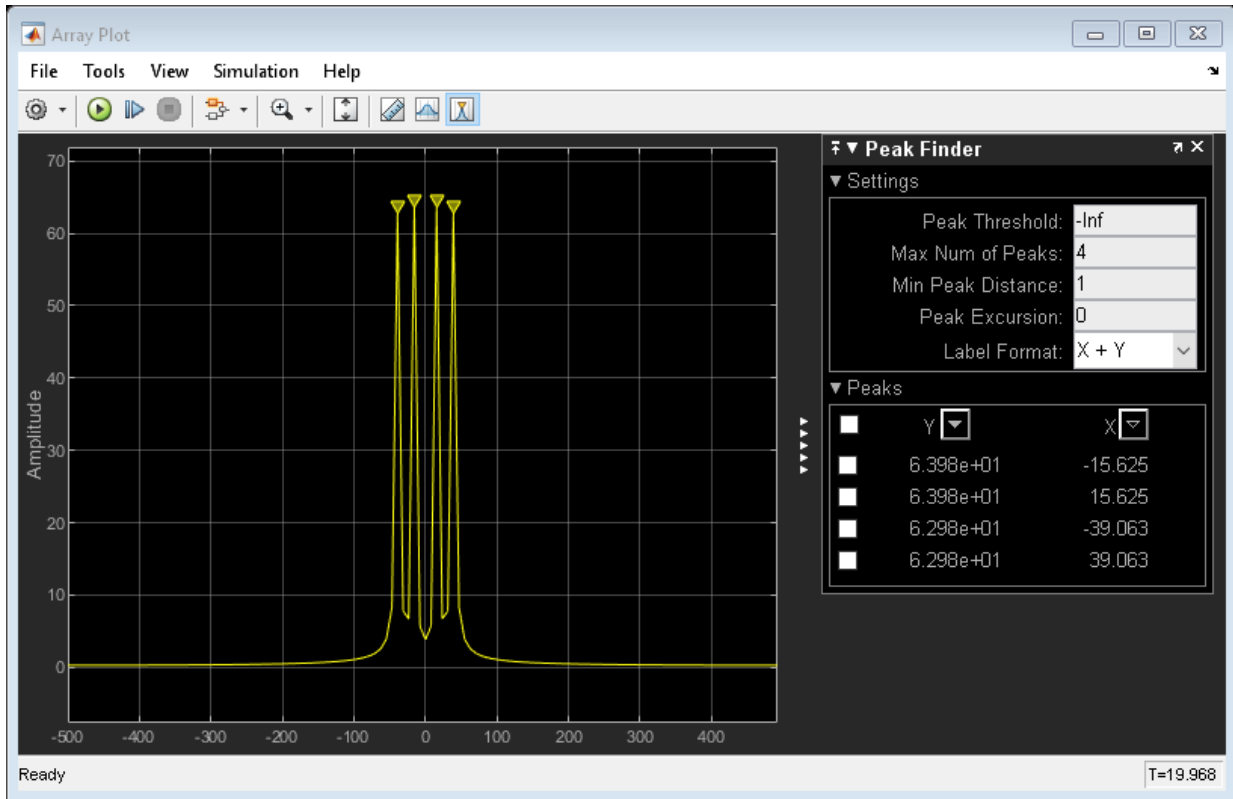 Array Plot
File Tools View Simulation Help
70
60
50
40
30
20
10
0
Amplitude
-500 -400 -300 -200 -100 0 100 200 300 400
Peak Finder
Settings
Peak Threshold: -Inf
Max Num of Peaks: 4
Min Peak Distance: 1
Peak Excursion: 0
Label Format: X + Y
Peaks
Y X
6.398e+01 -15.625
6.398e+01 15.625
6.298e+01 -39.063
6.298e+01 39.063
Ready T=19.968